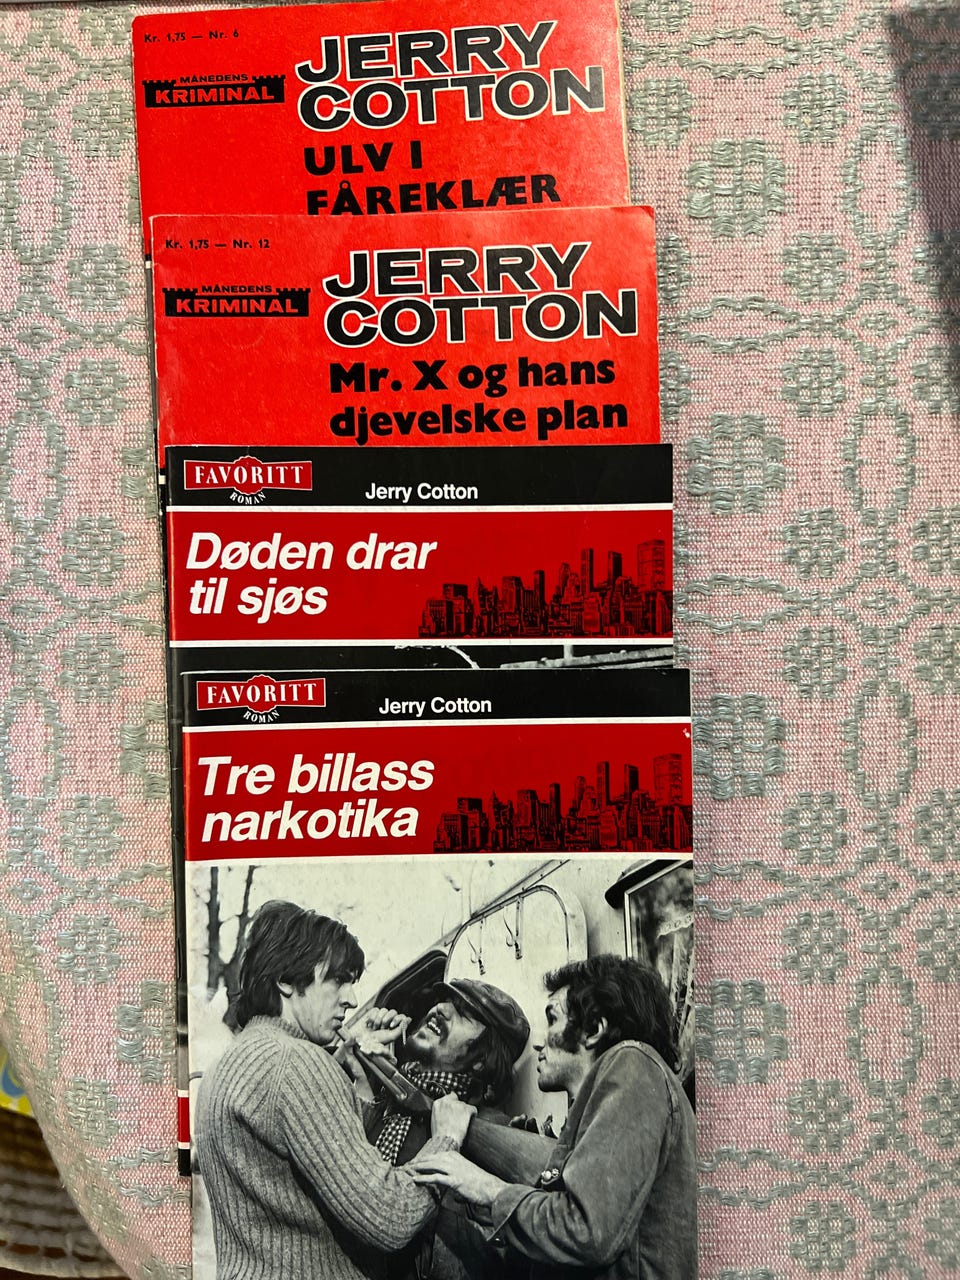 Kr. 1,75 — Nr. 6
MÅNEDENS
KRIMINAL
JERRY
COTTON
ULV I
FÅREKLÆR
Kr. 1,75 — Nr. 12
MÅNEDENS
KRIMINAL
JERRY
COTTON
Mr. X og hans
djevelske plan
FAVORITT
ROMAN
Jerry Cotton
Døden drar
til sjøs
FAVORITT
ROMAN
Jerry Cotton
Tre billass
narkotika